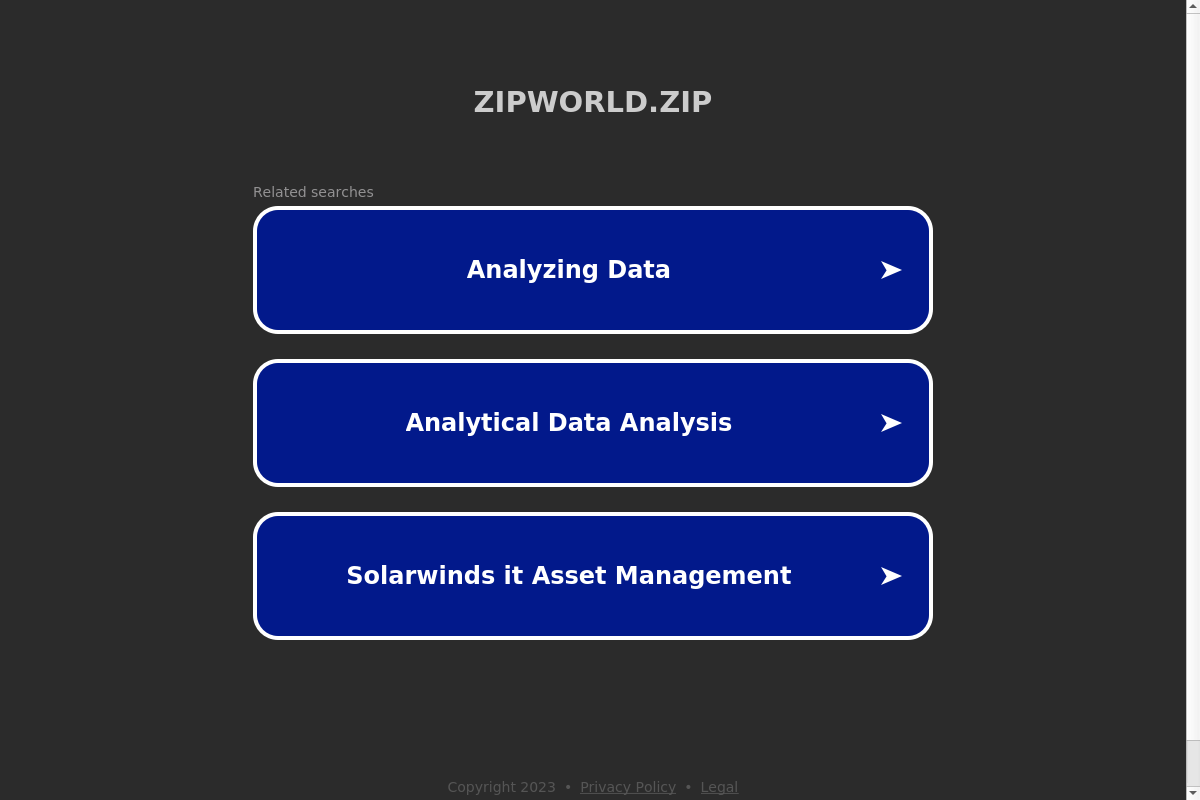 ZIPWORLD.ZIP
Related searches
Analyzing Data
Analytical Data Analysis
Solarwinds it Asset Management
Copyright 2023 • Privacy Policy • Legal